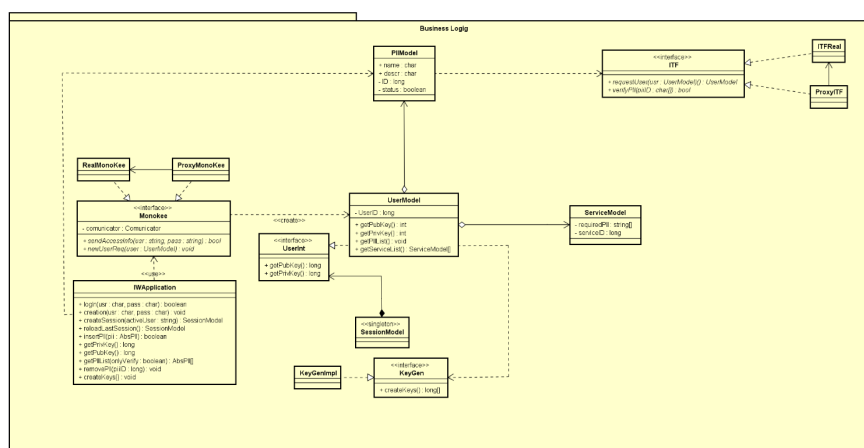 Business Logig
PIIModel
+ name : char
+ descr : char
- ID : long
- status : boolean
<<interface>>
ITF
+ requestUser(usr : UserModel)() : UserModel
+ verifyPII(piiID : char[]) : bool
ITFReal
ProxyITF
RealMonoKee
ProxyMonoKee
<<interface>>
Monokee
- comunicator : Comunicator
+ sendAccessInfo(usr : string, pass : string) : bool
+ newUserReq(user : UserModel) : void
<<create>>
UserModel
- UserID : long
+ getPubKey() : int
+ getPrivKey() : int
+ getPIIList() : void
+ getServiceList() : ServiceModel[]
ServiceModel
- requiredPII : string[]
- serviceID : long
<<interface>>
UserInt
+ getPubKey() : long
+ getPrivKey() : long
<<use>>
IWApplication
+ login(usr : char, pass : char) : boolean
+ creation(usr : char, pass : char) : void
+ createSession(activeUser : string) : SessionModel
+ reloadLastSession() : SessionModel
+ insertPII(pii : AbsPII) : boolean
+ getPrivKey() : long
+ getPubKey() : long
+ getPIIList(onlyVerify : boolean) : AbsPII[]
+ removePII(piiID : long) : void
+ createKeys() : void
<<singleton>>
SessionModel
KeyGenImpl
<<interface>>
KeyGen
+ createKeys() : long[]